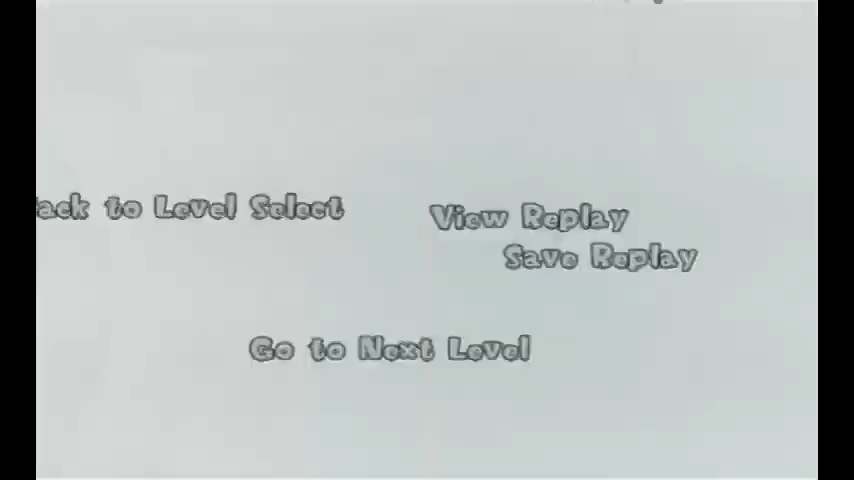 ack to Level Select
View Replay
Save Replay
Go to Next Level